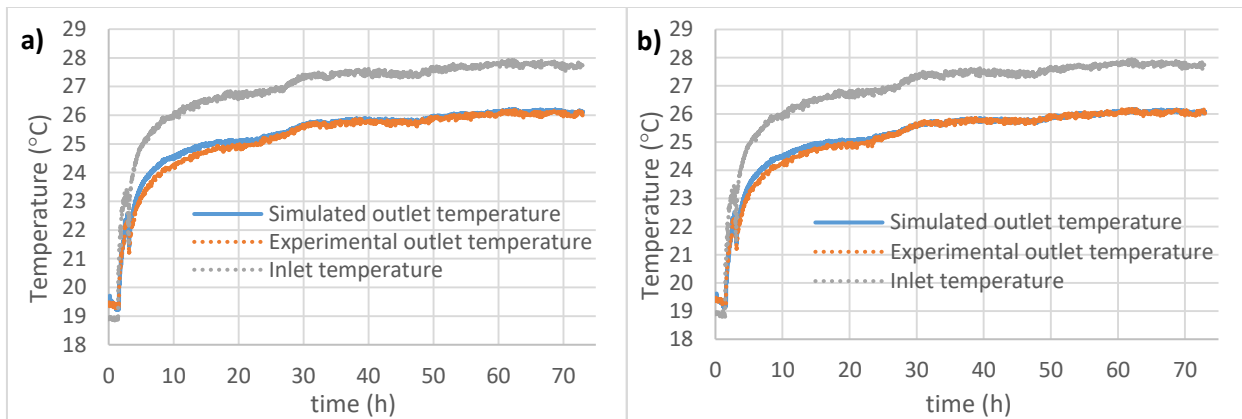 a)
29
28
27
26
25
24
23
22
21
20
19
18
Temperature (°C)
Simulated outlet temperature
Experimental outlet temperature
Inlet temperature
0 10 20 30 40 50 60 70
time (h)
b)
29
28
27
26
25
24
23
22
21
20
19
18
Temperature (°C)
Simulated outlet temperature
Experimental outlet temperature
Inlet temperature
0 10 20 30 40 50 60 70
time (h)